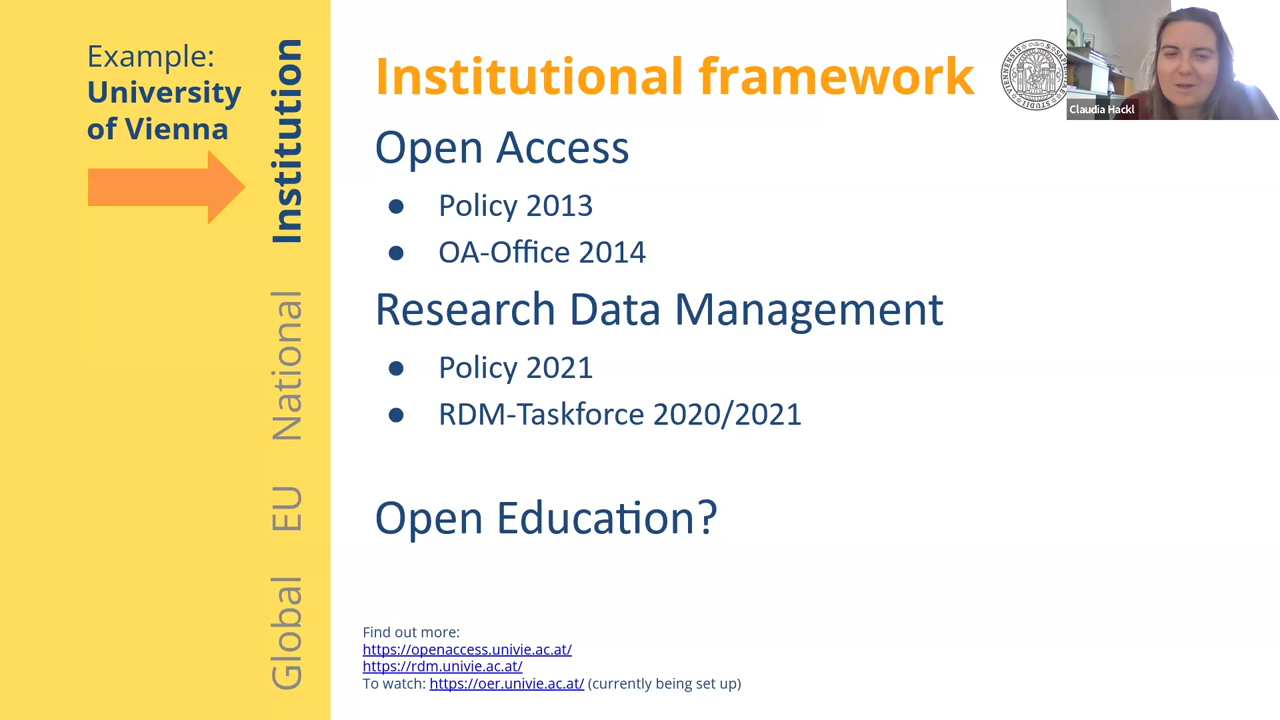 Example:
University
of Vienna
Institution
National
EU
Global
Institutional framework
Open Access
● Policy 2013
● OA-Office 2014
Research Data Management
● Policy 2021
● RDM-Taskforce 2020/2021
Open Education?
Find out more:
https://openaccess.univie.ac.at/
https://rdm.univie.ac.at/
To watch: https://oer.univie.ac.at/ (currently being set up)
Claudia Hackl